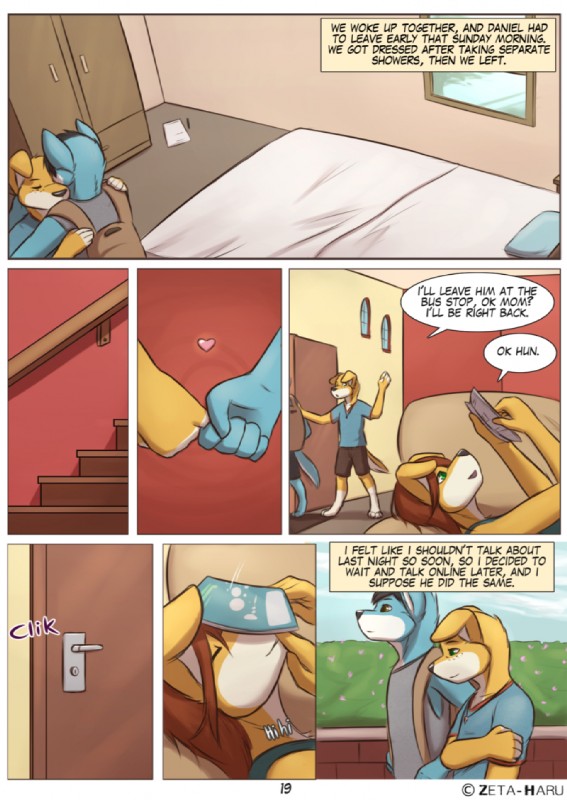 WE WOKE UP TOGETHER, AND DANIEL HAD
TO LEAVE EARLY THAT SUNDAY MORNING.
WE GOT DRESSED AFTER TAKING SEPARATE
SHOWERS, THEN WE LEFT.
I'LL LEAVE HIM AT THE
BUS STOP, OK MOM?
I'LL BE RIGHT BACK.
OK HUN.
Clik
Hihi
I FELT LIKE I SHOULDN'T TALK ABOUT
LAST NIGHT SO SOON, SO I DECIDED TO
WAIT AND TALK ONLINE LATER, AND I
SUPPOSE HE DID THE SAME.
19
© ZETA-HARU